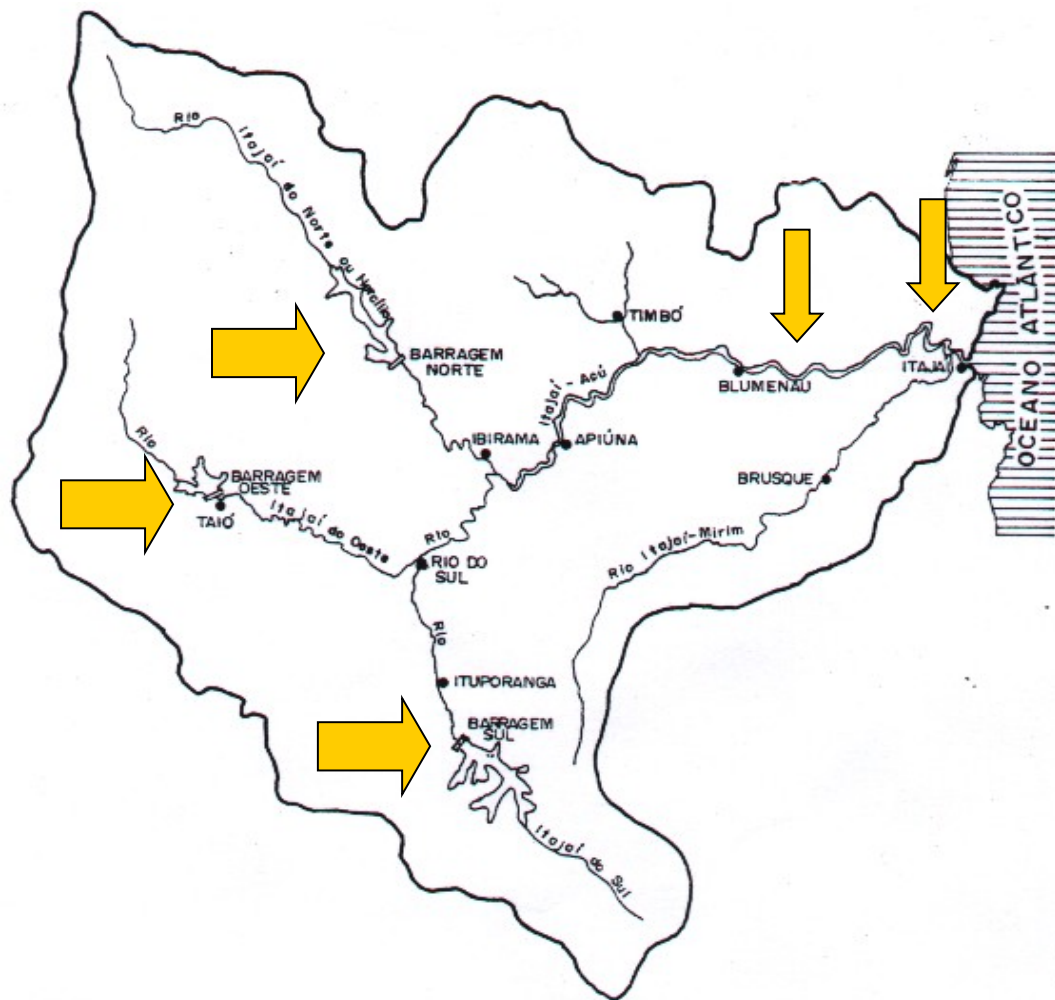 Rio Itajaí do Norte ou Hercílio
BARRAGEM
NORTE
TIMBÓ
BLUMENAU
ITAJAÍ
OCEANO ATLÂNTICO
Itajaí-Açú
IBIRAMA
APIÚNA
BRUSQUE
Rio
BARRAGEM
OESTE
TAIÓ
Itajaí do Oeste
Rio
RIO DO
SUL
Rio Itajaí-Mirim
Rio
ITUPORANGA
BARRAGEM
SUL
Itajaí do Sul